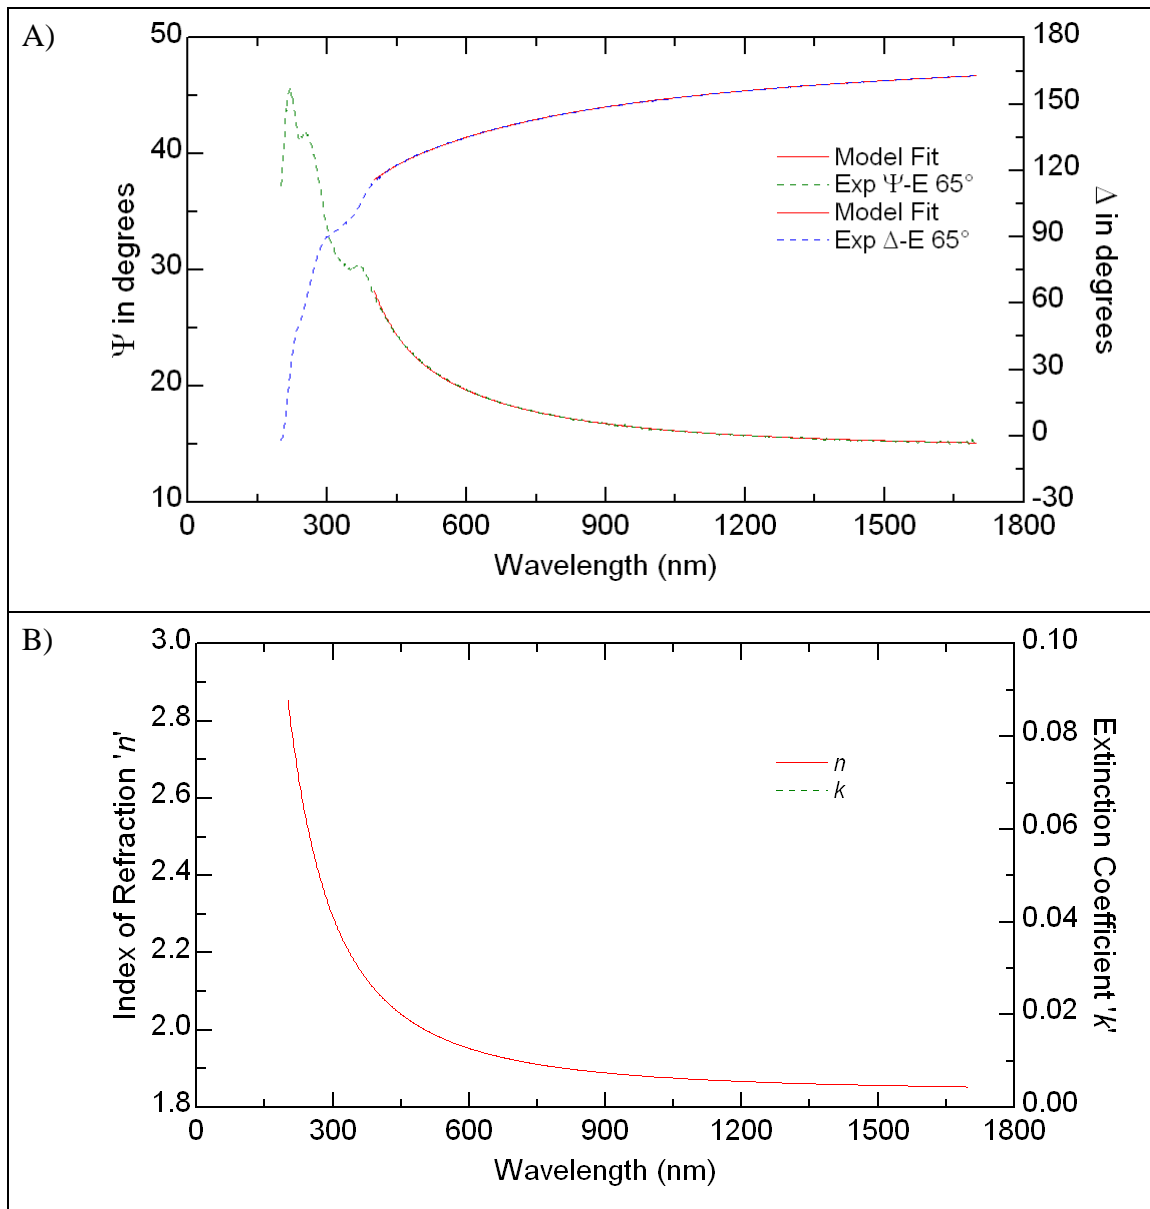 A)
50
40
30
20
10
Ψ in degrees
180
150
120
90
60
30
0
-30
Δ in degrees
Model Fit
Exp Ψ-E 65°
Model Fit
Exp Δ-E 65°
0 300 600 900 1200 1500 1800
Wavelength (nm)
B)
3.0
2.8
2.6
2.4
2.2
2.0
1.8
Index of Refraction 'n'
0.10
0.08
0.06
0.04
0.02
0.00
Extinction Coefficient 'k'
n
k
0 300 600 900 1200 1500 1800
Wavelength (nm)